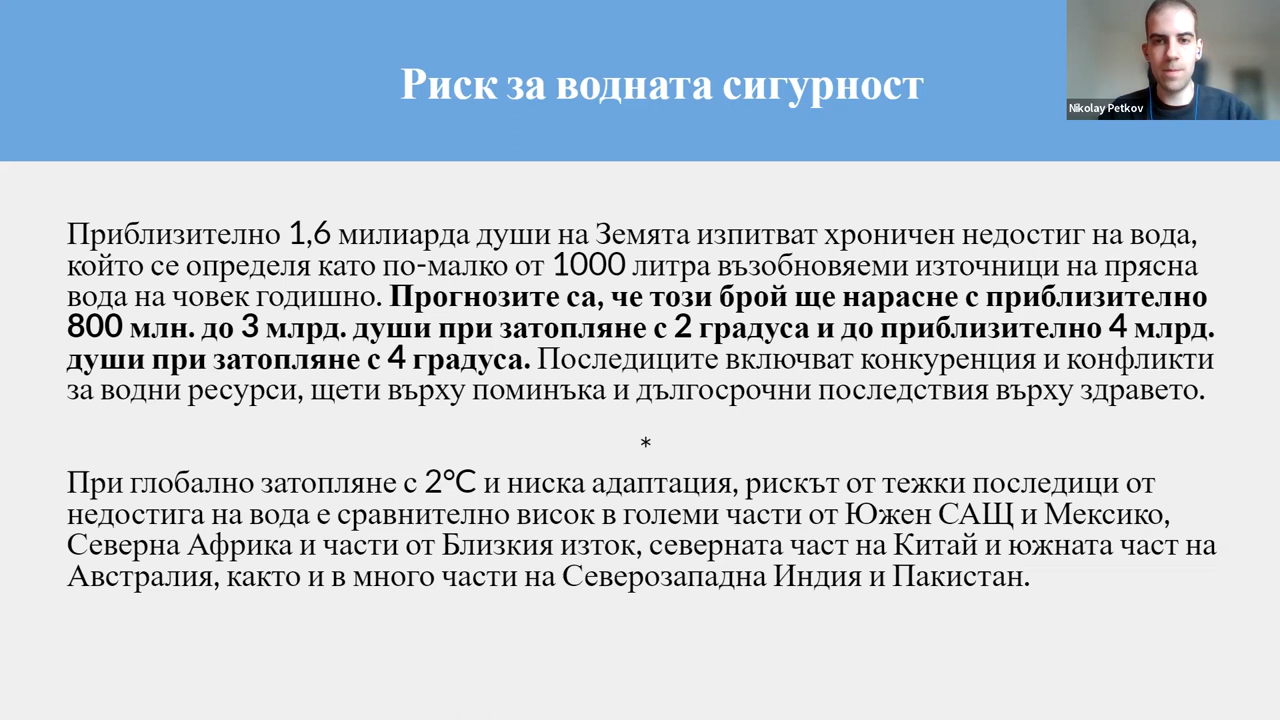 Риск за водната сигурност
Nikolay Petkov
Приблизително 1,6 милиарда души на Земята изпитват хроничен недостиг на вода,
който се определя като по-малко от 1000 литра възобновяеми източници на прясна
вода на човек годишно. Прогнозите са, че този брой ще нарасне с приблизително
800 млн. до 3 млрд. души при затопляне с 2 градуса и до приблизително 4 млрд.
души при затопляне с 4 градуса. Последиците включват конкуренция и конфликти
за водни ресурси, щети върху поминъка и дългосрочни последствия върху здравето.
*
При глобално затопляне с 2°C и ниска адаптация, рискът от тежки последици от
недостига на вода е сравнително висок в големи части от Южен САЩ и Мексико,
Северна Африка и части от Близкия изток, северната част на Китай и южната част на
Австралия, както и в много части на Северозападна Индия и Пакистан.